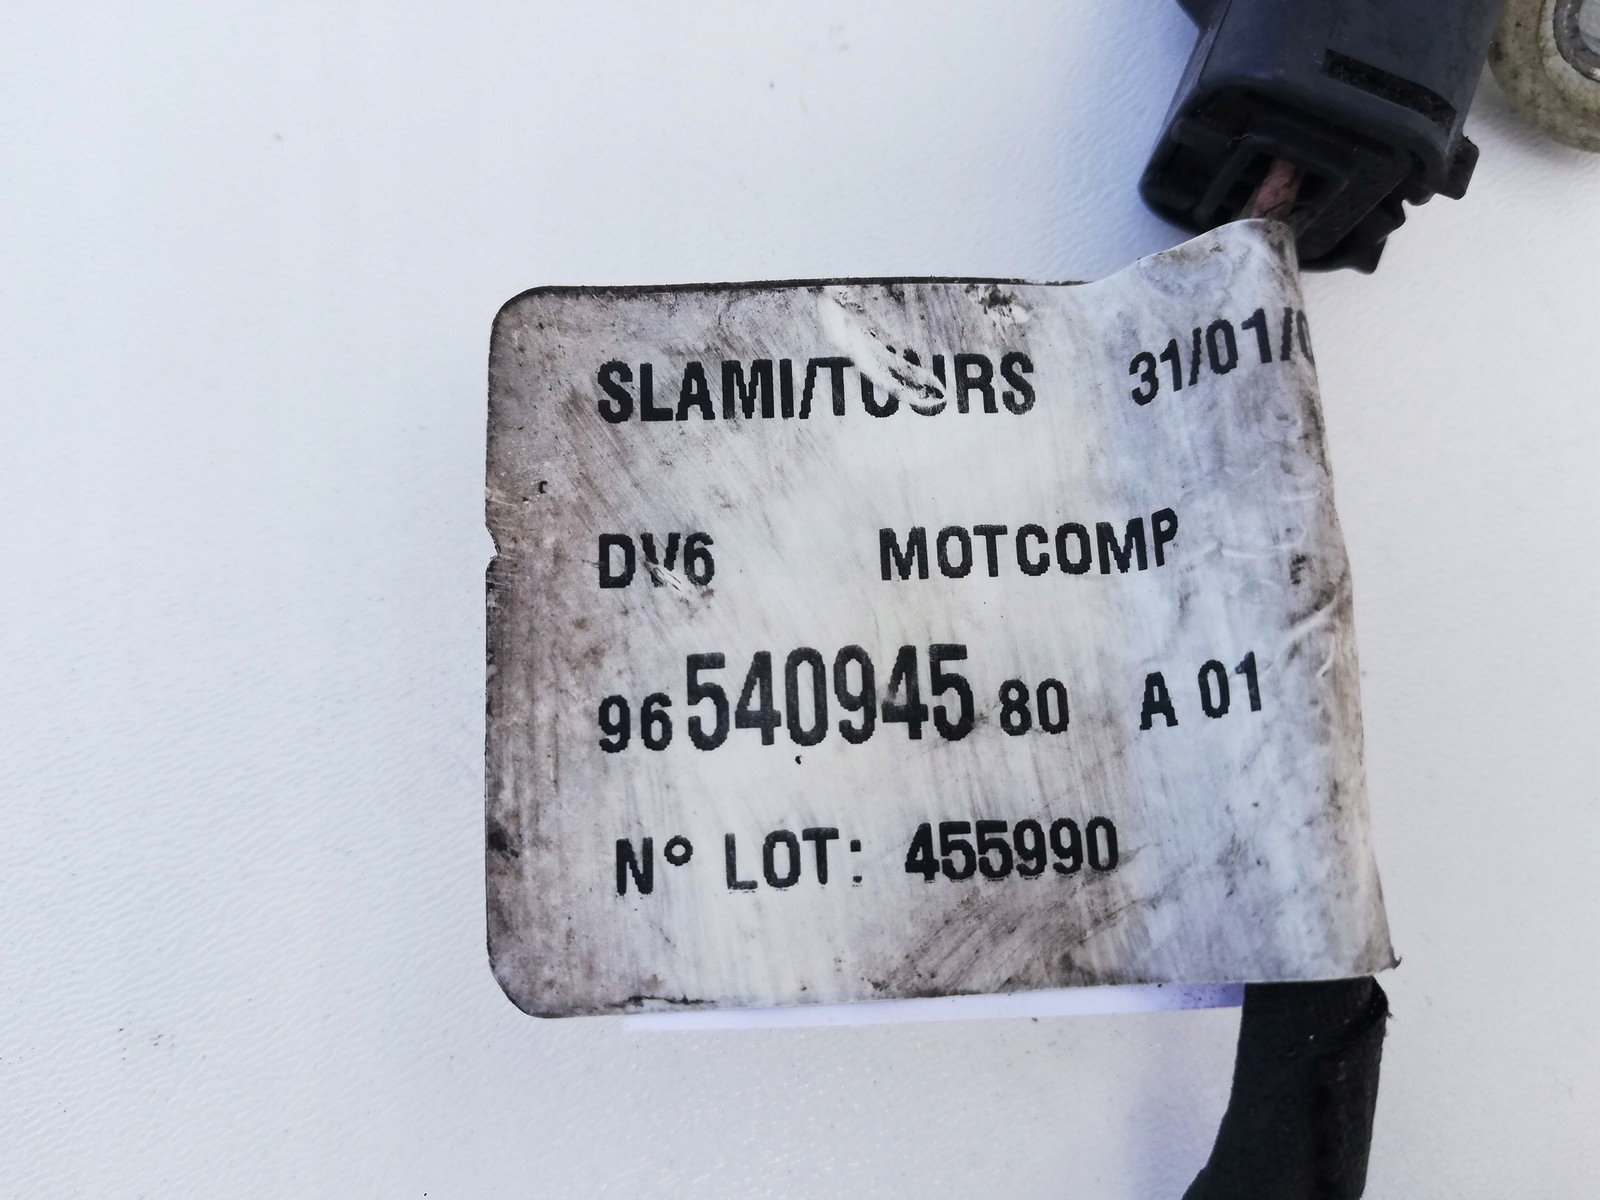 SLAMI/TOURS 31/01/0
DV6 MOTCOMP
96 540945 80 A 01
N° LOT: 455990